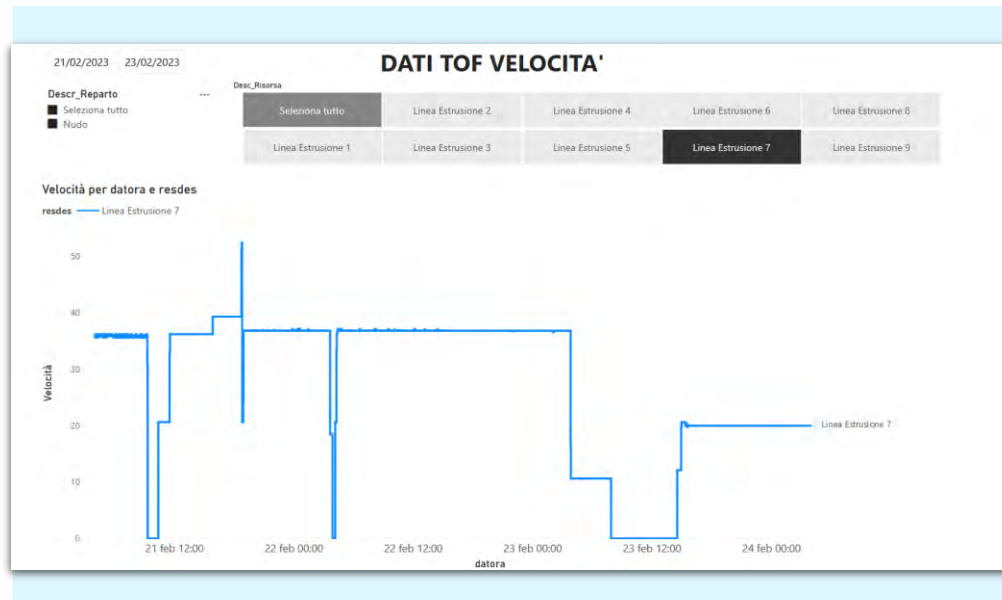 21/02/2023 23/02/2023
DATI TOF VELOCITA'
Descr_Reparto ...
Seleziona tutto
Nudo
Desc_Risorsa
Seleziona tutto Linea Estrusione 2 Linea Estrusione 4 Linea Estrusione 6 Linea Estrusione 8
Linea Estrusione 1 Linea Estrusione 3 Linea Estrusione 5 Linea Estrusione 7 Linea Estrusione 9
Velocità per datora e resdes
resdes Linea Estrusione 7
50
40
30
20
10
0
Velocità
Linea Estrusione 7
21 feb 12:00 22 feb 00:00 22 feb 12:00 23 feb 00:00 23 feb 12:00 24 feb 00:00
datora